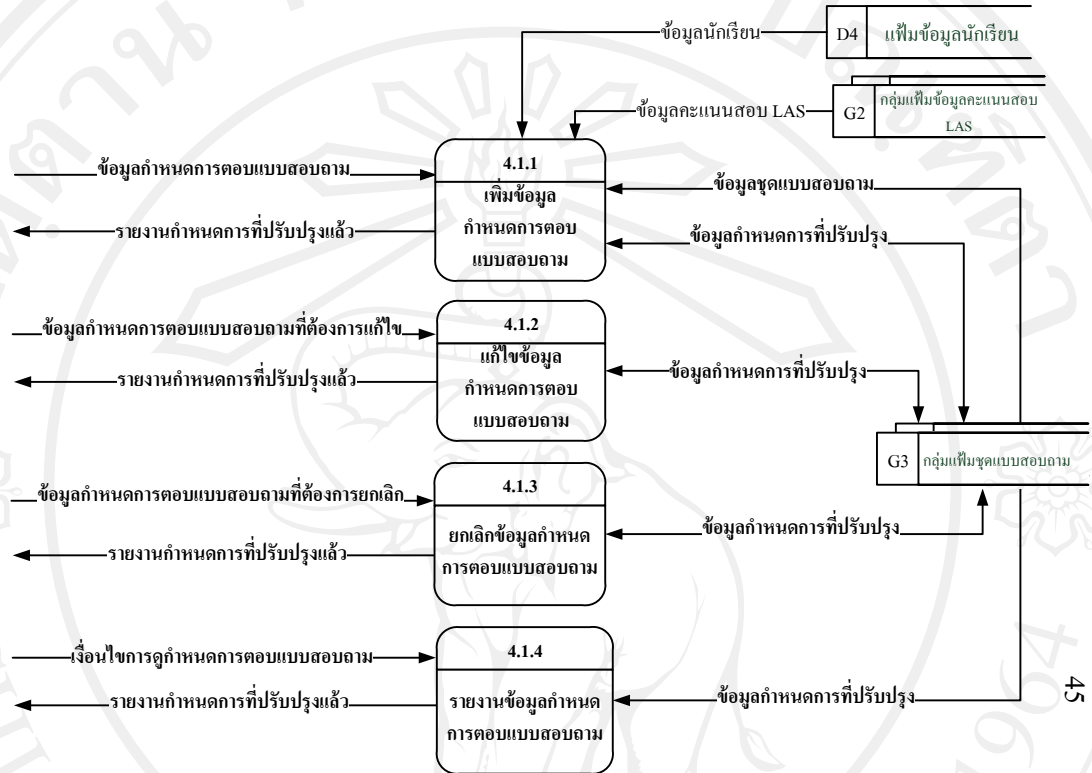 ข้อมูลนักเรียน
D4
แฟ้มข้อมูลนักเรียน
ข้อมูลคะแนนสอบ LAS
G2
กลุ่มแฟ้มข้อมูลคะแนนสอบ
LAS
ข้อมูลกำหนดการตอบแบบสอบถาม
4.1.1
เพิ่มข้อมูล
กำหนดการตอบ
แบบสอบถาม
ข้อมูลชุดแบบสอบถาม
รายงานกำหนดการที่ปรับปรุงแล้ว
ข้อมูลกำหนดการที่ปรับปรุง
ข้อมูลกำหนดการตอบแบบสอบถามที่ต้องการแก้ไข
4.1.2
แก้ไขข้อมูล
กำหนดการตอบ
แบบสอบถาม
รายงานกำหนดการที่ปรับปรุงแล้ว
ข้อมูลกำหนดการที่ปรับปรุง
G3
กลุ่มแฟ้มชุดแบบสอบถาม
ข้อมูลกำหนดการตอบแบบสอบถามที่ต้องการยกเลิก
4.1.3
ยกเลิกข้อมูลกำหนด
การตอบแบบสอบถาม
รายงานกำหนดการที่ปรับปรุงแล้ว
ข้อมูลกำหนดการที่ปรับปรุง
เงื่อนไขการดูกำหนดการตอบแบบสอบถาม
4.1.4
รายงานข้อมูลกำหนด
การตอบแบบสอบถาม
รายงานกำหนดการที่ปรับปรุงแล้ว
ข้อมูลกำหนดการที่ปรับปรุง
45
1964